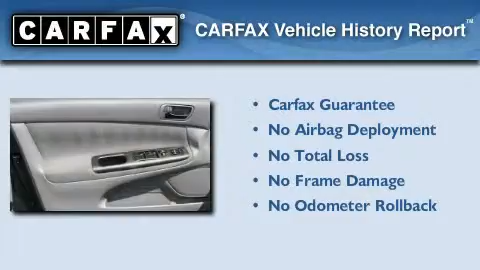 CARFAX® CARFAX Vehicle History Report™
• Carfax Guarantee
• No Airbag Deployment
• No Total Loss
• No Frame Damage
• No Odometer Rollback